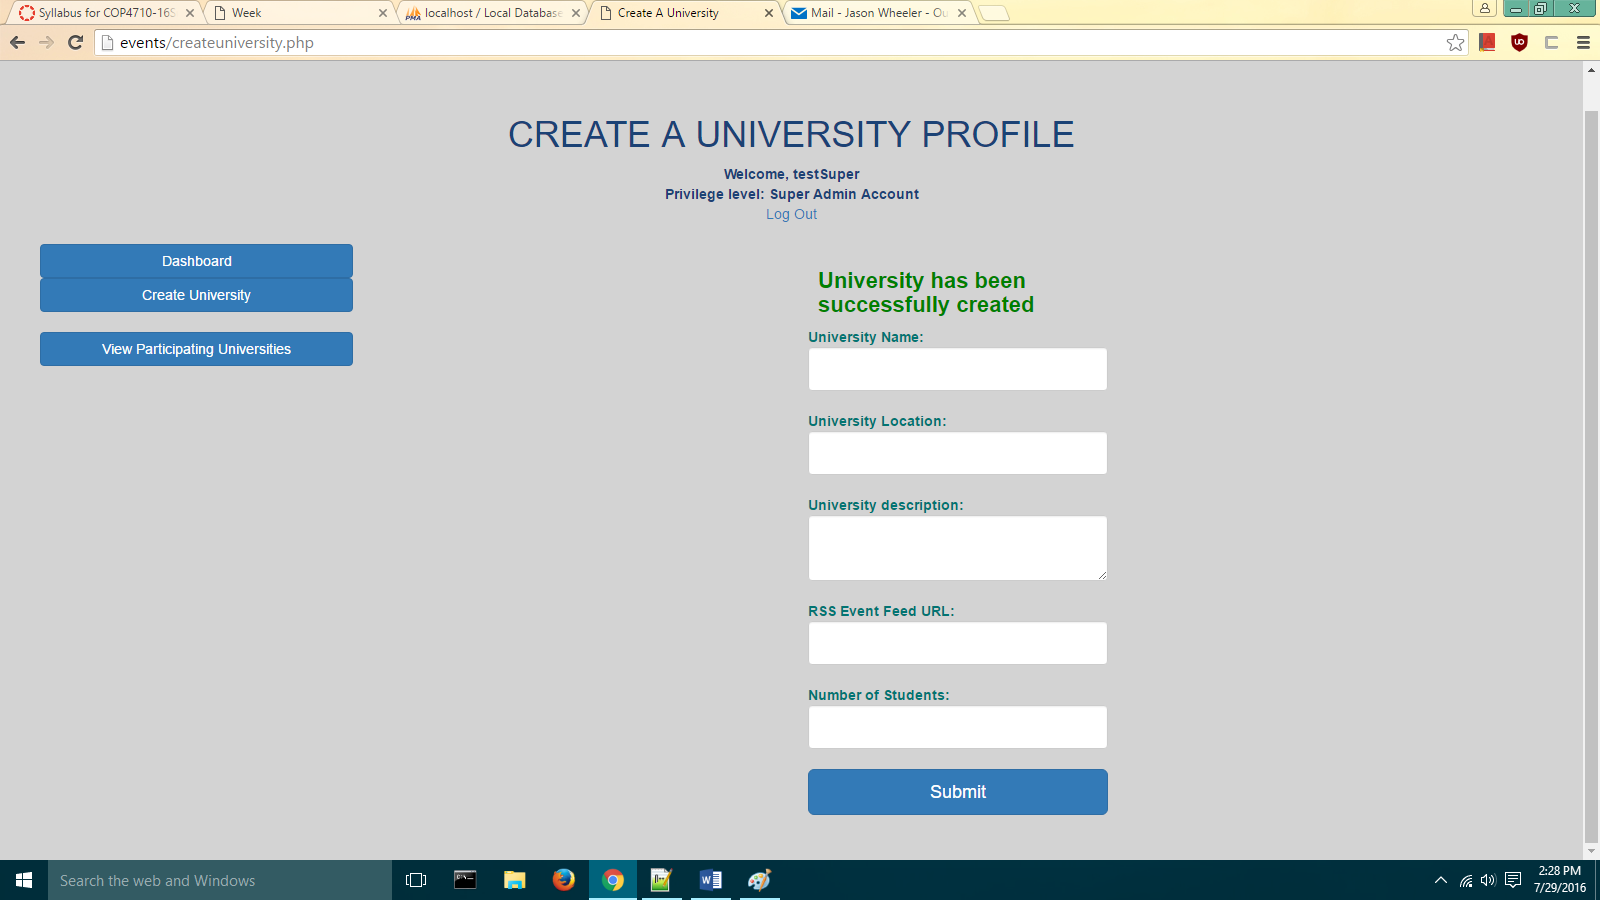 Syllabus for COP4710-16S
Week
localhost / Local Database
Create A University
Mail - Jason Wheeler - Ou
events/createuniversity.php
CREATE A UNIVERSITY PROFILE
Welcome, testSuper
Privilege level: Super Admin Account
Log Out
Dashboard
Create University
View Participating Universities
University has been
successfully created
University Name:
University Location:
University description:
RSS Event Feed URL:
Number of Students:
Submit
Search the web and Windows
2:28 PM
7/29/2016